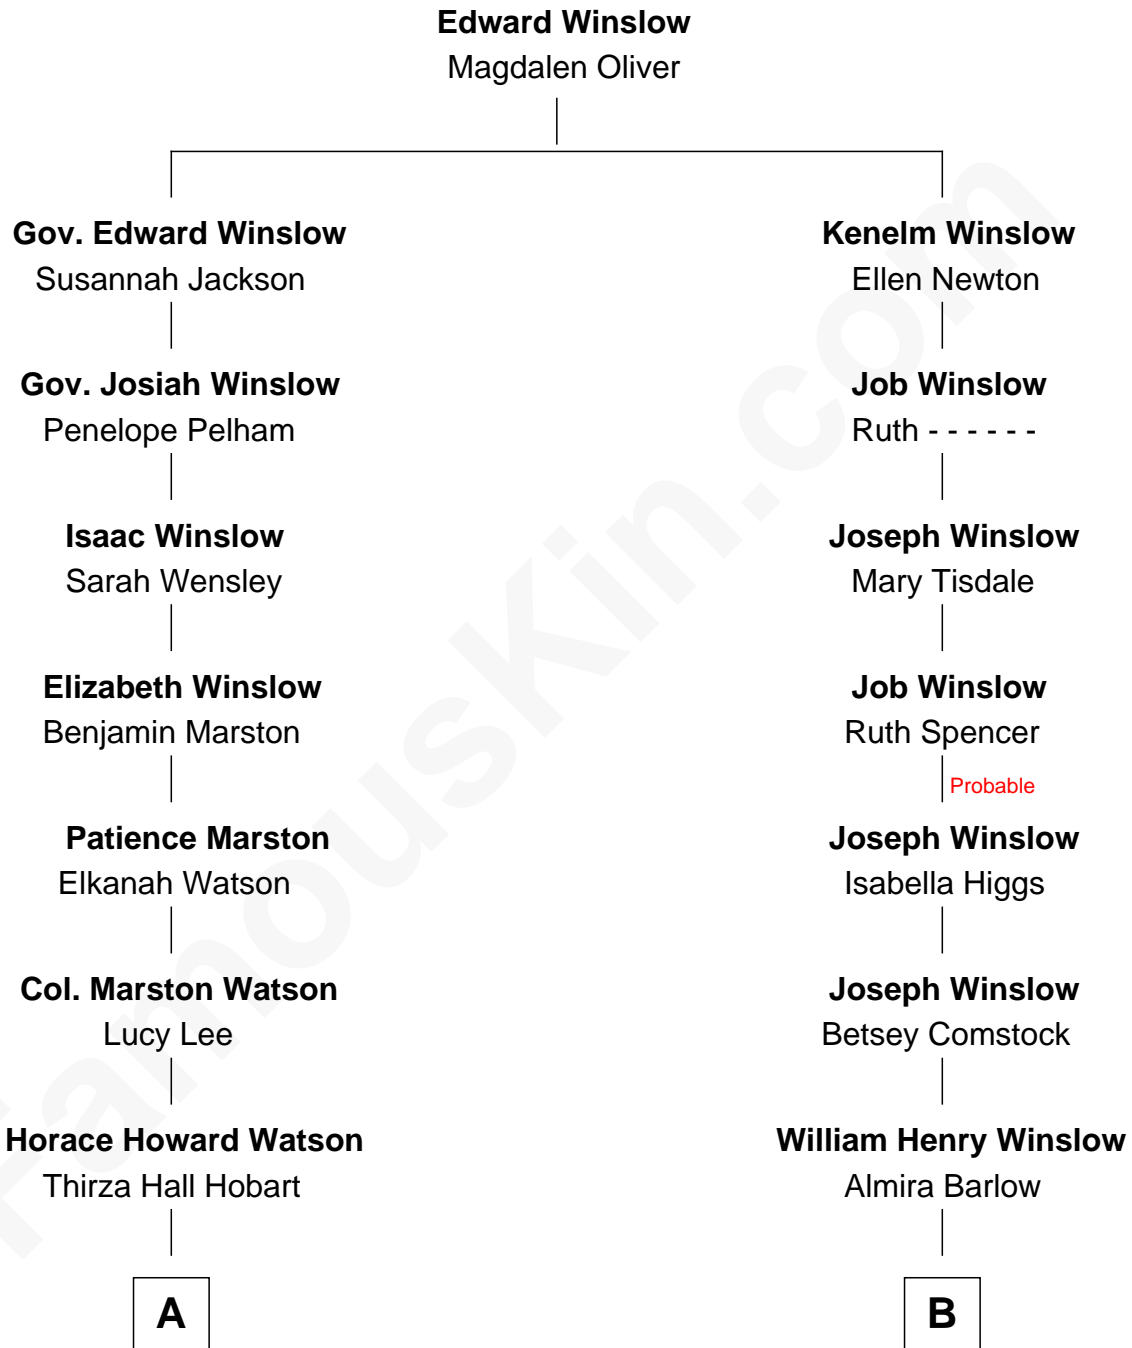 Edward Winslow
Magdalen Oliver
Gov. Edward Winslow
Susannah Jackson
Kenelm Winslow
Ellen Newton
Gov. Josiah Winslow
Penelope Pelham
Job Winslow
Ruth - - - - - -
Isaac Winslow
Sarah Wensley
Joseph Winslow
Mary Tisdale
Elizabeth Winslow
Benjamin Marston
Job Winslow
Ruth Spencer
Probable
Patience Marston
Elkanah Watson
Joseph Winslow
Isabella Higgs
Col. Marston Watson
Lucy Lee
Joseph Winslow
Betsey Comstock
Horace Howard Watson
Thirza Hall Hobart
William Henry Winslow
Almira Barlow
A
B
FamousKin.com